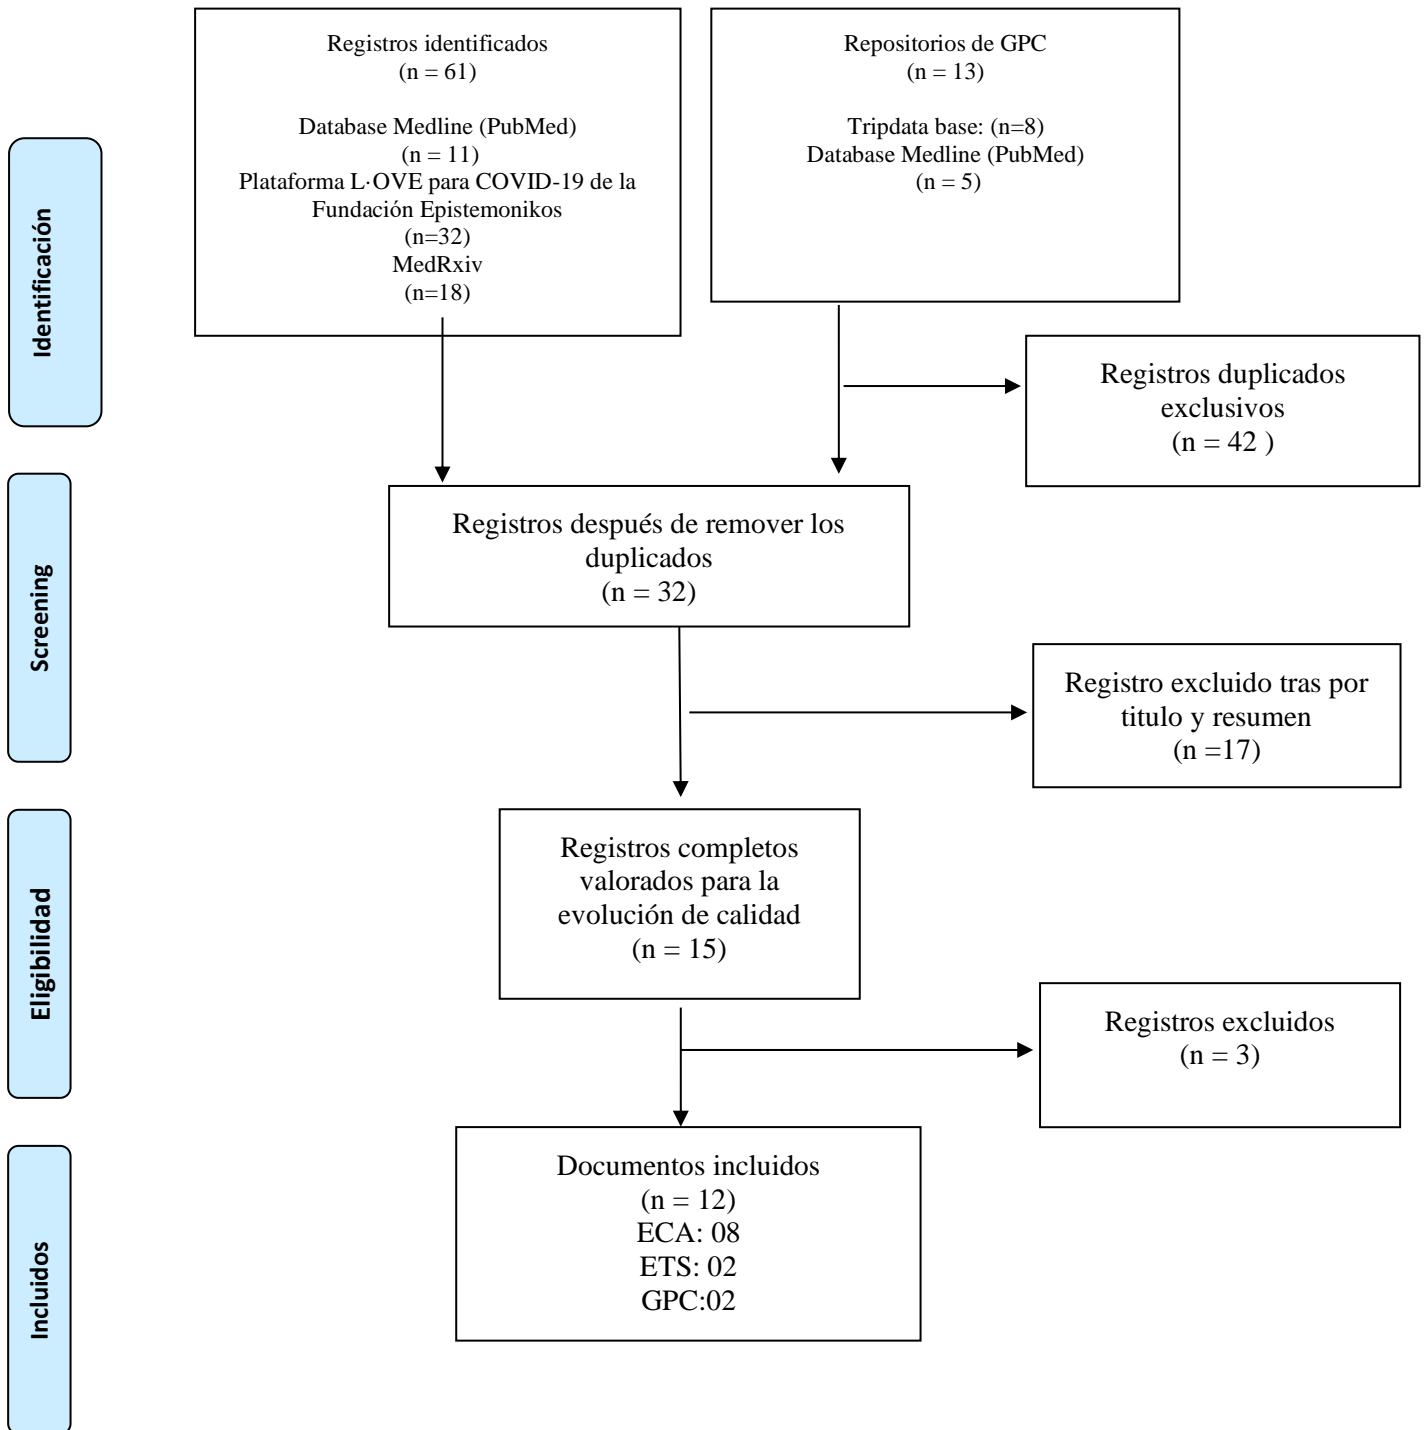 Registros identificados
(n = 61)
Database Medline (PubMed)
(n = 11)
Plataforma L·OVE para COVID-19 de la
Fundación Epistemonikos
(n=32)
MedRxiv
(n=18)
Repositorios de GPC
(n = 13)
Tripdata base: (n=8)
Database Medline (PubMed)
(n = 5)
Identificación
Registros duplicados
exclusivos
(n = 42 )
Registros después de remover los
duplicados
(n = 32)
Screening
Registro excluido tras por
titulo y resumen
(n =17)
Registros completos
valorados para la
evolución de calidad
(n = 15)
Eligibilidad
Registros excluidos
(n = 3)
Documentos incluidos
(n = 12)
ECA: 08
ETS: 02
GPC:02
Incluidos